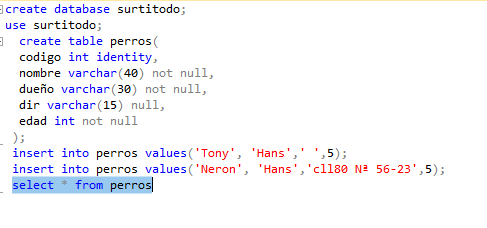 create database surtitodo;
use surtitodo;
create table perros(
codigo int identity,
nombre varchar(40) not null,
dueño varchar(30) not null,
dir varchar(15) null,
edad int not null
);
insert into perros values('Tony', 'Hans',' ',5);
insert into perros values('Neron', 'Hans','cll80 Nª 56-23',5);
select * from perros